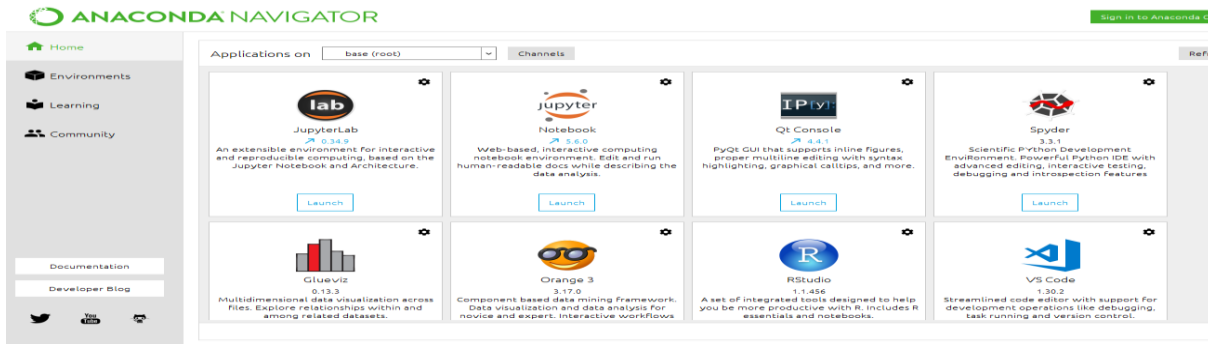 ANACONDA NAVIGATOR
Sign in to Anaconda
Home
Environments
Learning
Community
Documentation
Developer Blog
You
Tube
Applications on base (root) Channels
lab
JupyterLab
0.34.9
An extensible environment for interactive
and reproducible computing, based on the
Jupyter Notebook and Architecture.
Launch
jupyter
Notebook
5.6.0
Web-based, interactive computing
notebook environment. Edit and run
human-readable docs while describing the
data analysis.
Launch
IP[y]:
Qt Console
4.4.1
PyQt GUI that supports inline figures,
proper multiline editing with syntax
highlighting, graphical calltips, and more.
Launch
Spyder
3.3.1
Scientific PYthon Development
EnviRonment. Powerful Python IDE with
advanced editing, interactive testing,
debugging and introspection features
Launch
Glueviz
0.13.3
Multidimensional data visualization across
files. Explore relationships within and
among related datasets.
Orange 3
3.17.0
Component based data mining framework.
Data visualization and data analysis for
novice and expert. Interactive workflows
R
RStudio
1.1.456
A set of integrated tools designed to help
you be more productive with R. Includes R
essentials and notebooks.
VS Code
1.30.2
Streamlined code editor with support for
development operations like debugging,
task running and version control.